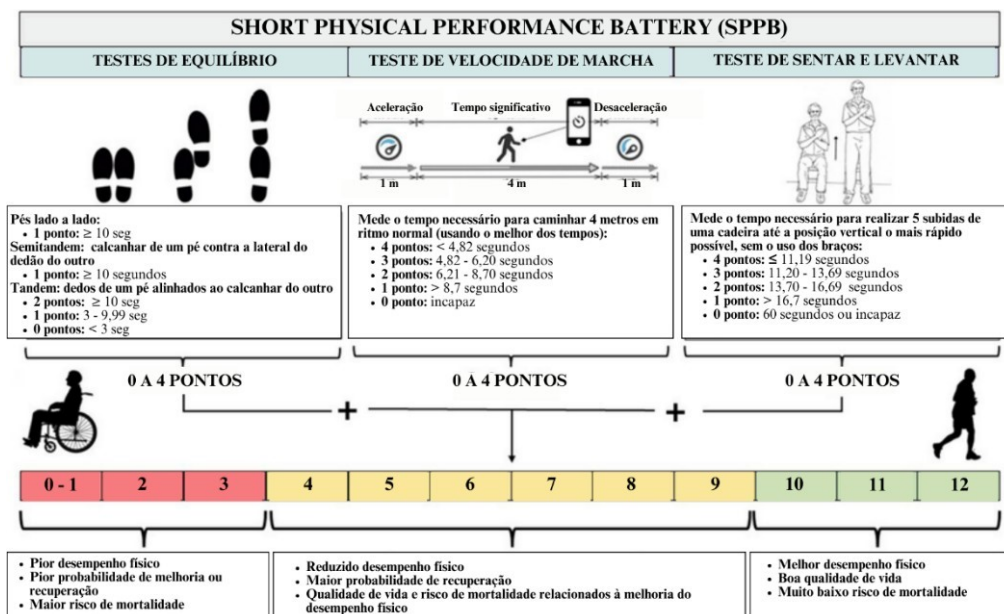 SHORT PHYSICAL PERFORMANCE BATTERY (SPPB)
TESTES DE EQUILÍBRIO
TESTE DE VELOCIDADE DE MARCHA
TESTE DE SENTAR E LEVANTAR
Aceleração
Tempo significativo
Desaceleração
1 m
4 m
1 m
Pés lado a lado:
• 1 ponto: ≥ 10 seg
Semitandem: calcanhar de um pé contra a lateral do
dedão do outro
• 1 ponto: ≥ 10 segundos
Tandem: dedos de um pé alinhados ao calcanhar do outro
• 2 pontos: ≥ 10 seg
• 1 ponto: 3 - 9,99 seg
• 0 pontos: < 3 seg
Mede o tempo necessário para caminhar 4 metros em
ritmo normal (usando o melhor dos tempos):
• 4 pontos: < 4,82 segundos
• 3 pontos: 4,82 - 6,20 segundos
• 2 pontos: 6,21 - 8,70 segundos
• 1 ponto: > 8,7 segundos
• 0 ponto: incapaz
Mede o tempo necessário para realizar 5 subidas de
uma cadeira até a posição vertical o mais rápido
possível, sem o uso dos braços:
• 4 pontos: ≤ 11,19 segundos
• 3 pontos: 11,20 - 13,69 segundos
• 2 pontos: 13,70 - 16,69 segundos
• 1 ponto: > 16,7 segundos
• 0 ponto: 60 segundos ou incapaz
0 A 4 PONTOS
0 A 4 PONTOS
0 A 4 PONTOS
+
+
0 - 1
2
3
4
5
6
7
8
9
10
11
12
• Pior desempenho físico
• Pior probabilidade de melhoria ou
recuperação
• Maior risco de mortalidade
• Reduzido desempenho físico
• Maior probabilidade de recuperação
• Qualidade de vida e risco de mortalidade relacionados à melhoria do
desempenho físico
• Melhor desempenho físico
• Boa qualidade de vida
• Muito baixo risco de mortalidade